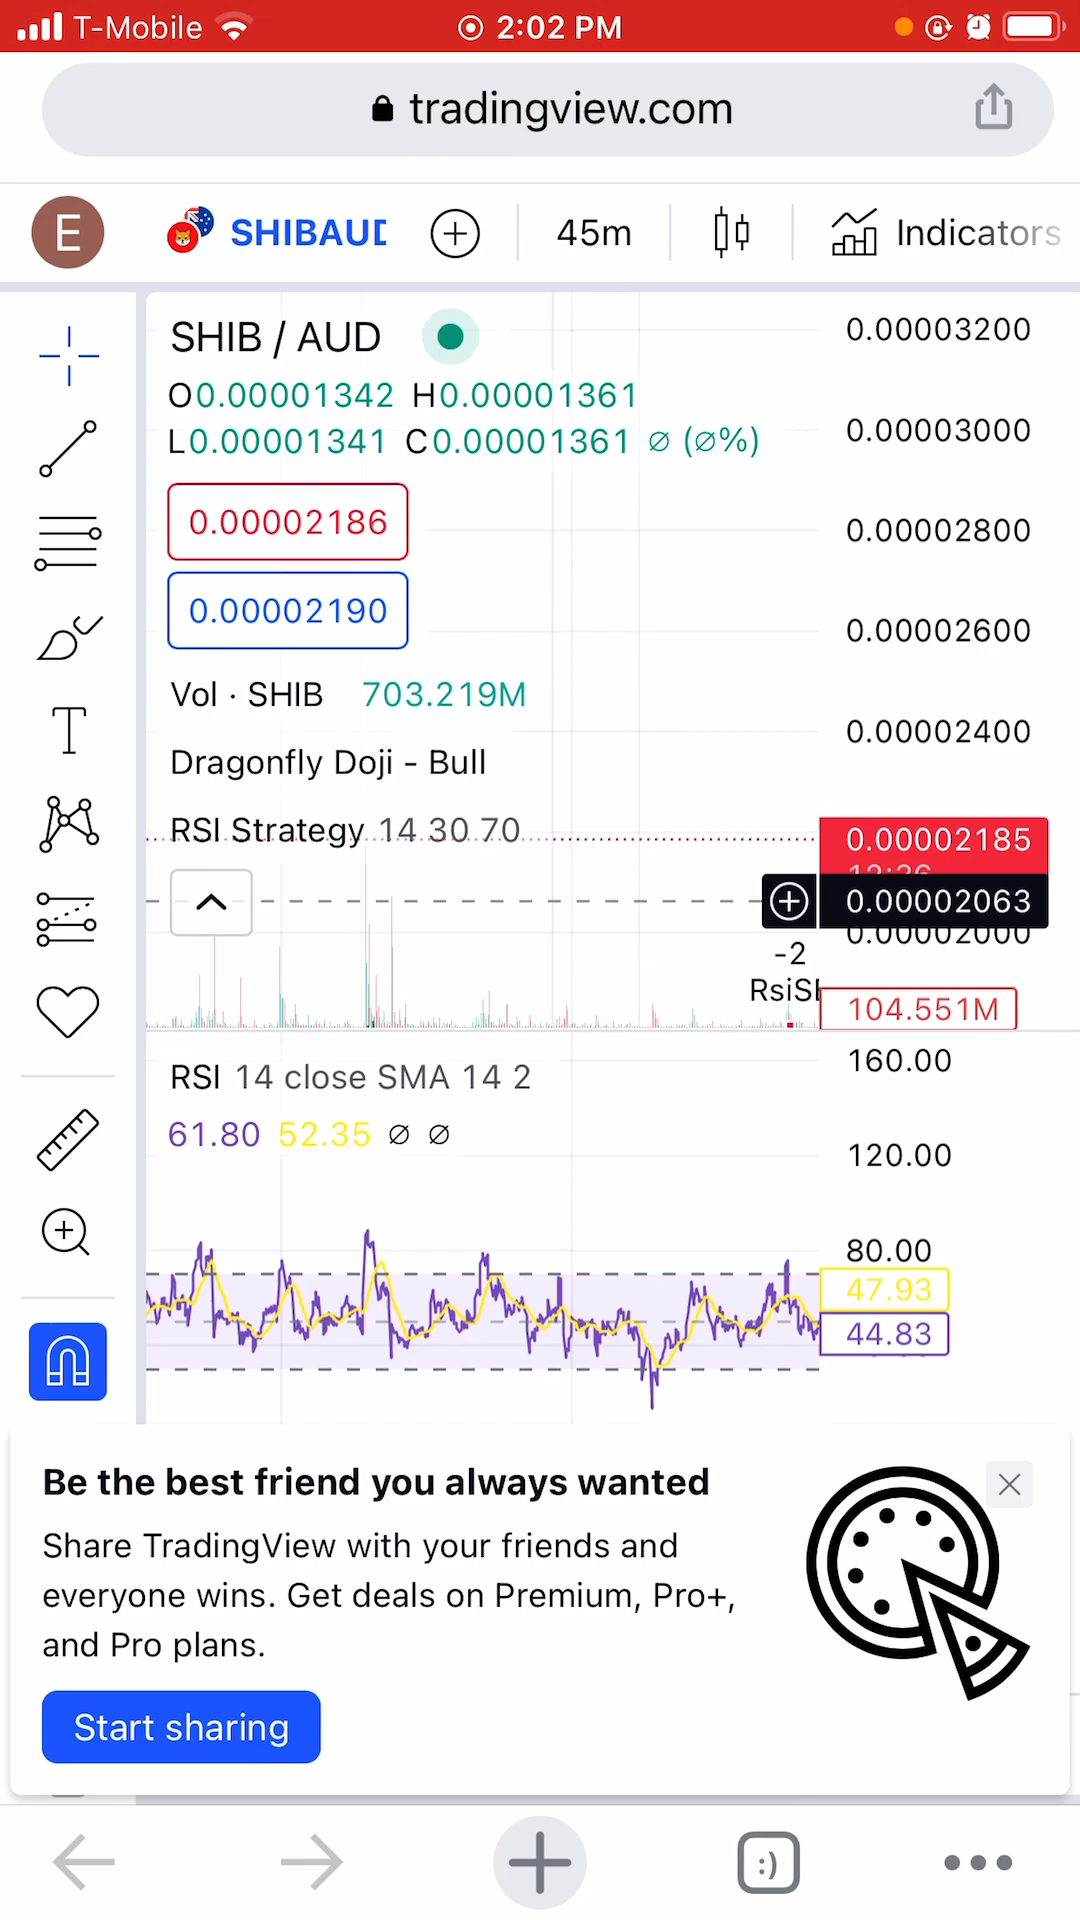 T-Mobile 2:02 PM
tradingview.com
E SHIBAUD 45m Indicators
SHIB / AUD
O0.00001342 H0.00001361
L0.00001341 C0.00001361 ∅ (∅%)
0.00002186
0.00002190
Vol · SHIB 703.219M
Dragonfly Doji - Bull
RSI Strategy 14 30 70
0.00003200
0.00003000
0.00002800
0.00002600
0.00002400
0.00002185
0.00002063
0.00002000
-2
RsiSE
104.551M
RSI 14 close SMA 14 2
61.80 52.35 ∅ ∅
160.00
120.00
80.00
47.93
44.83
Be the best friend you always wanted
Share TradingView with your friends and
everyone wins. Get deals on Premium, Pro+,
and Pro plans.
Start sharing
:)